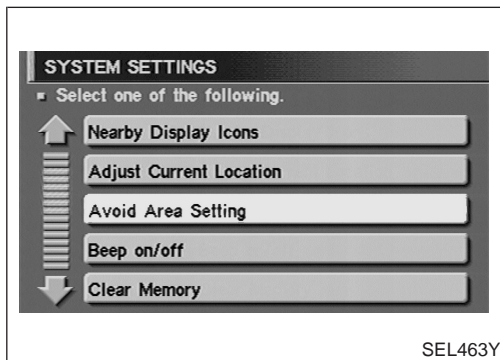 SYSTEM SETTINGS
▪ Select one of the following.
Nearby Display Icons
Adjust Current Location
Avoid Area Setting
Beep on/off
Clear Memory
SEL463Y